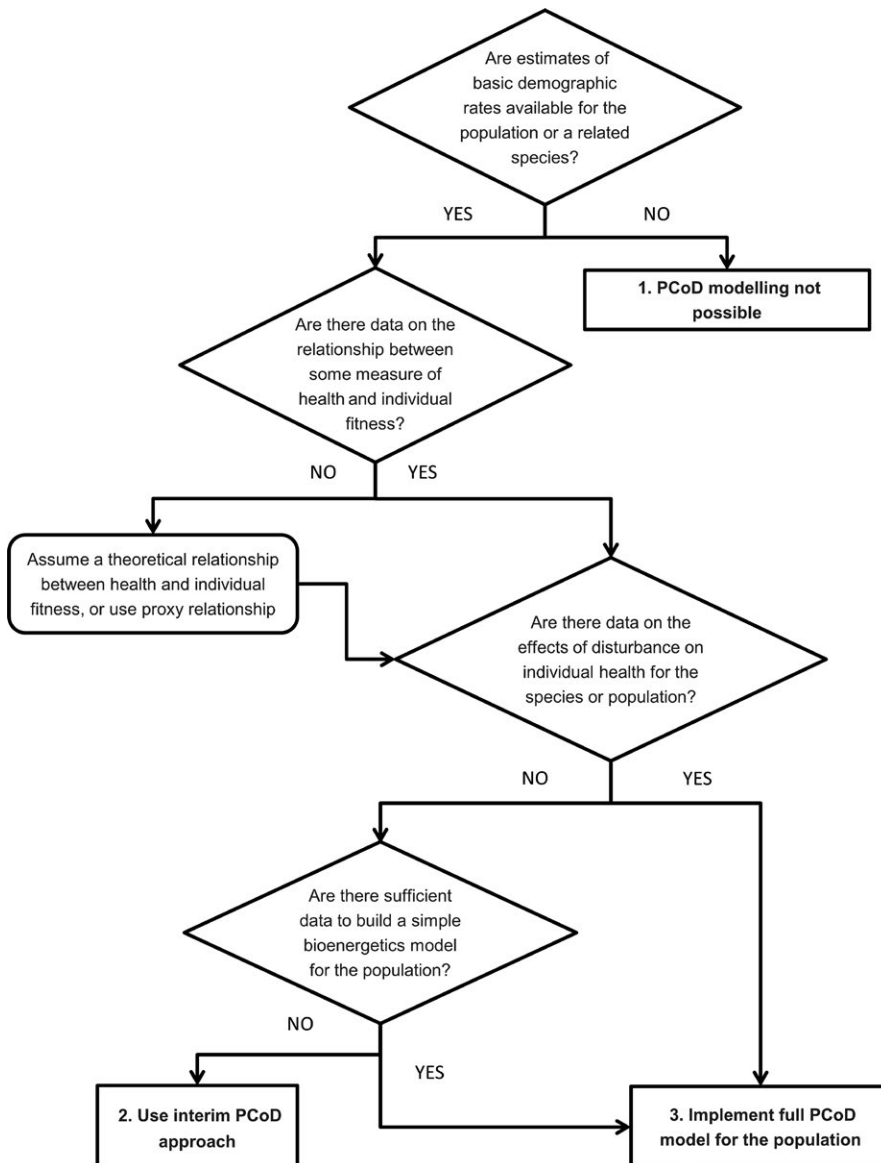 Are estimates of
basic demographic
rates available for the
population or a related
species?
YES
NO
1. PCoD modelling not
possible
Are there data on the
relationship between
some measure of
health and individual
fitness?
NO
YES
Assume a theoretical relationship
between health and individual
fitness, or use proxy relationship
Are there data on the
effects of disturbance on
individual health for the
species or population?
NO
YES
Are there sufficient
data to build a simple
bioenergetics model
for the population?
NO
YES
2. Use interim PCoD
approach
3. Implement full PCoD
model for the population